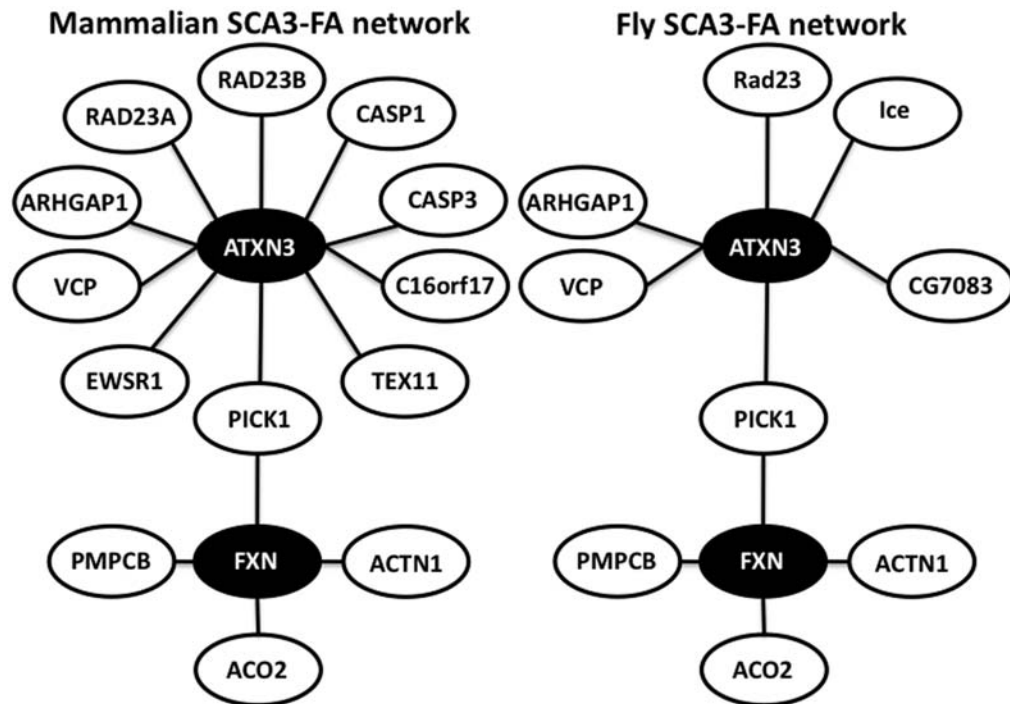 Mammalian SCA3-FA network
RAD23B
RAD23A
CASP1
ARHGAP1
CASP3
ATXN3
VCP
C16orf17
EWSR1
TEX11
PICK1
PMPCB
FXN
ACTN1
ACO2
Fly SCA3-FA network
Rad23
Ice
ARHGAP1
ATXN3
VCP
CG7083
PICK1
PMPCB
FXN
ACTN1
ACO2